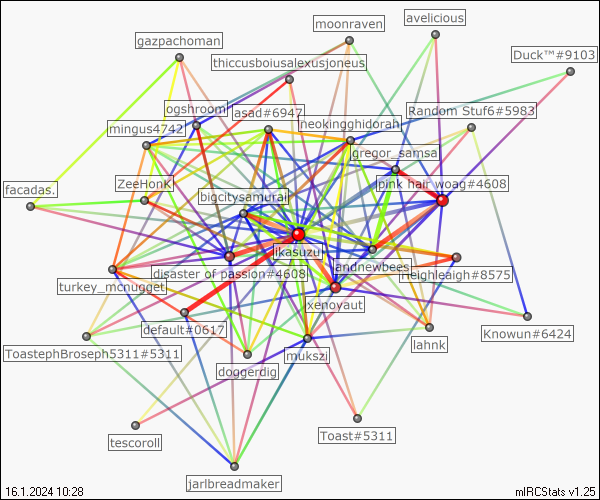 avelicious
moonraven
gazpachoman
Duck™#9103
thiccusboiusalexusjoneus
ogshroom
asad#6947
Random Stuf6#5983
neokingghidorah
mingus4742
gregor_samsa
ZeeHonK
pink hair woag#4608
facadas.
bigcitysamurai
ikasuzu
landnewbees
disaster of passion#4608
Heighleigh#8575
turkey_mcnugget
xenoyaut
default#0617
Knowun#6424
lahnk
ToastephBroseph5311#5311
mukszi
doggerdig
Toast#5311
tescoroll
jarlbreadmaker
16.1.2024 10:28
mIRCStats v1.25